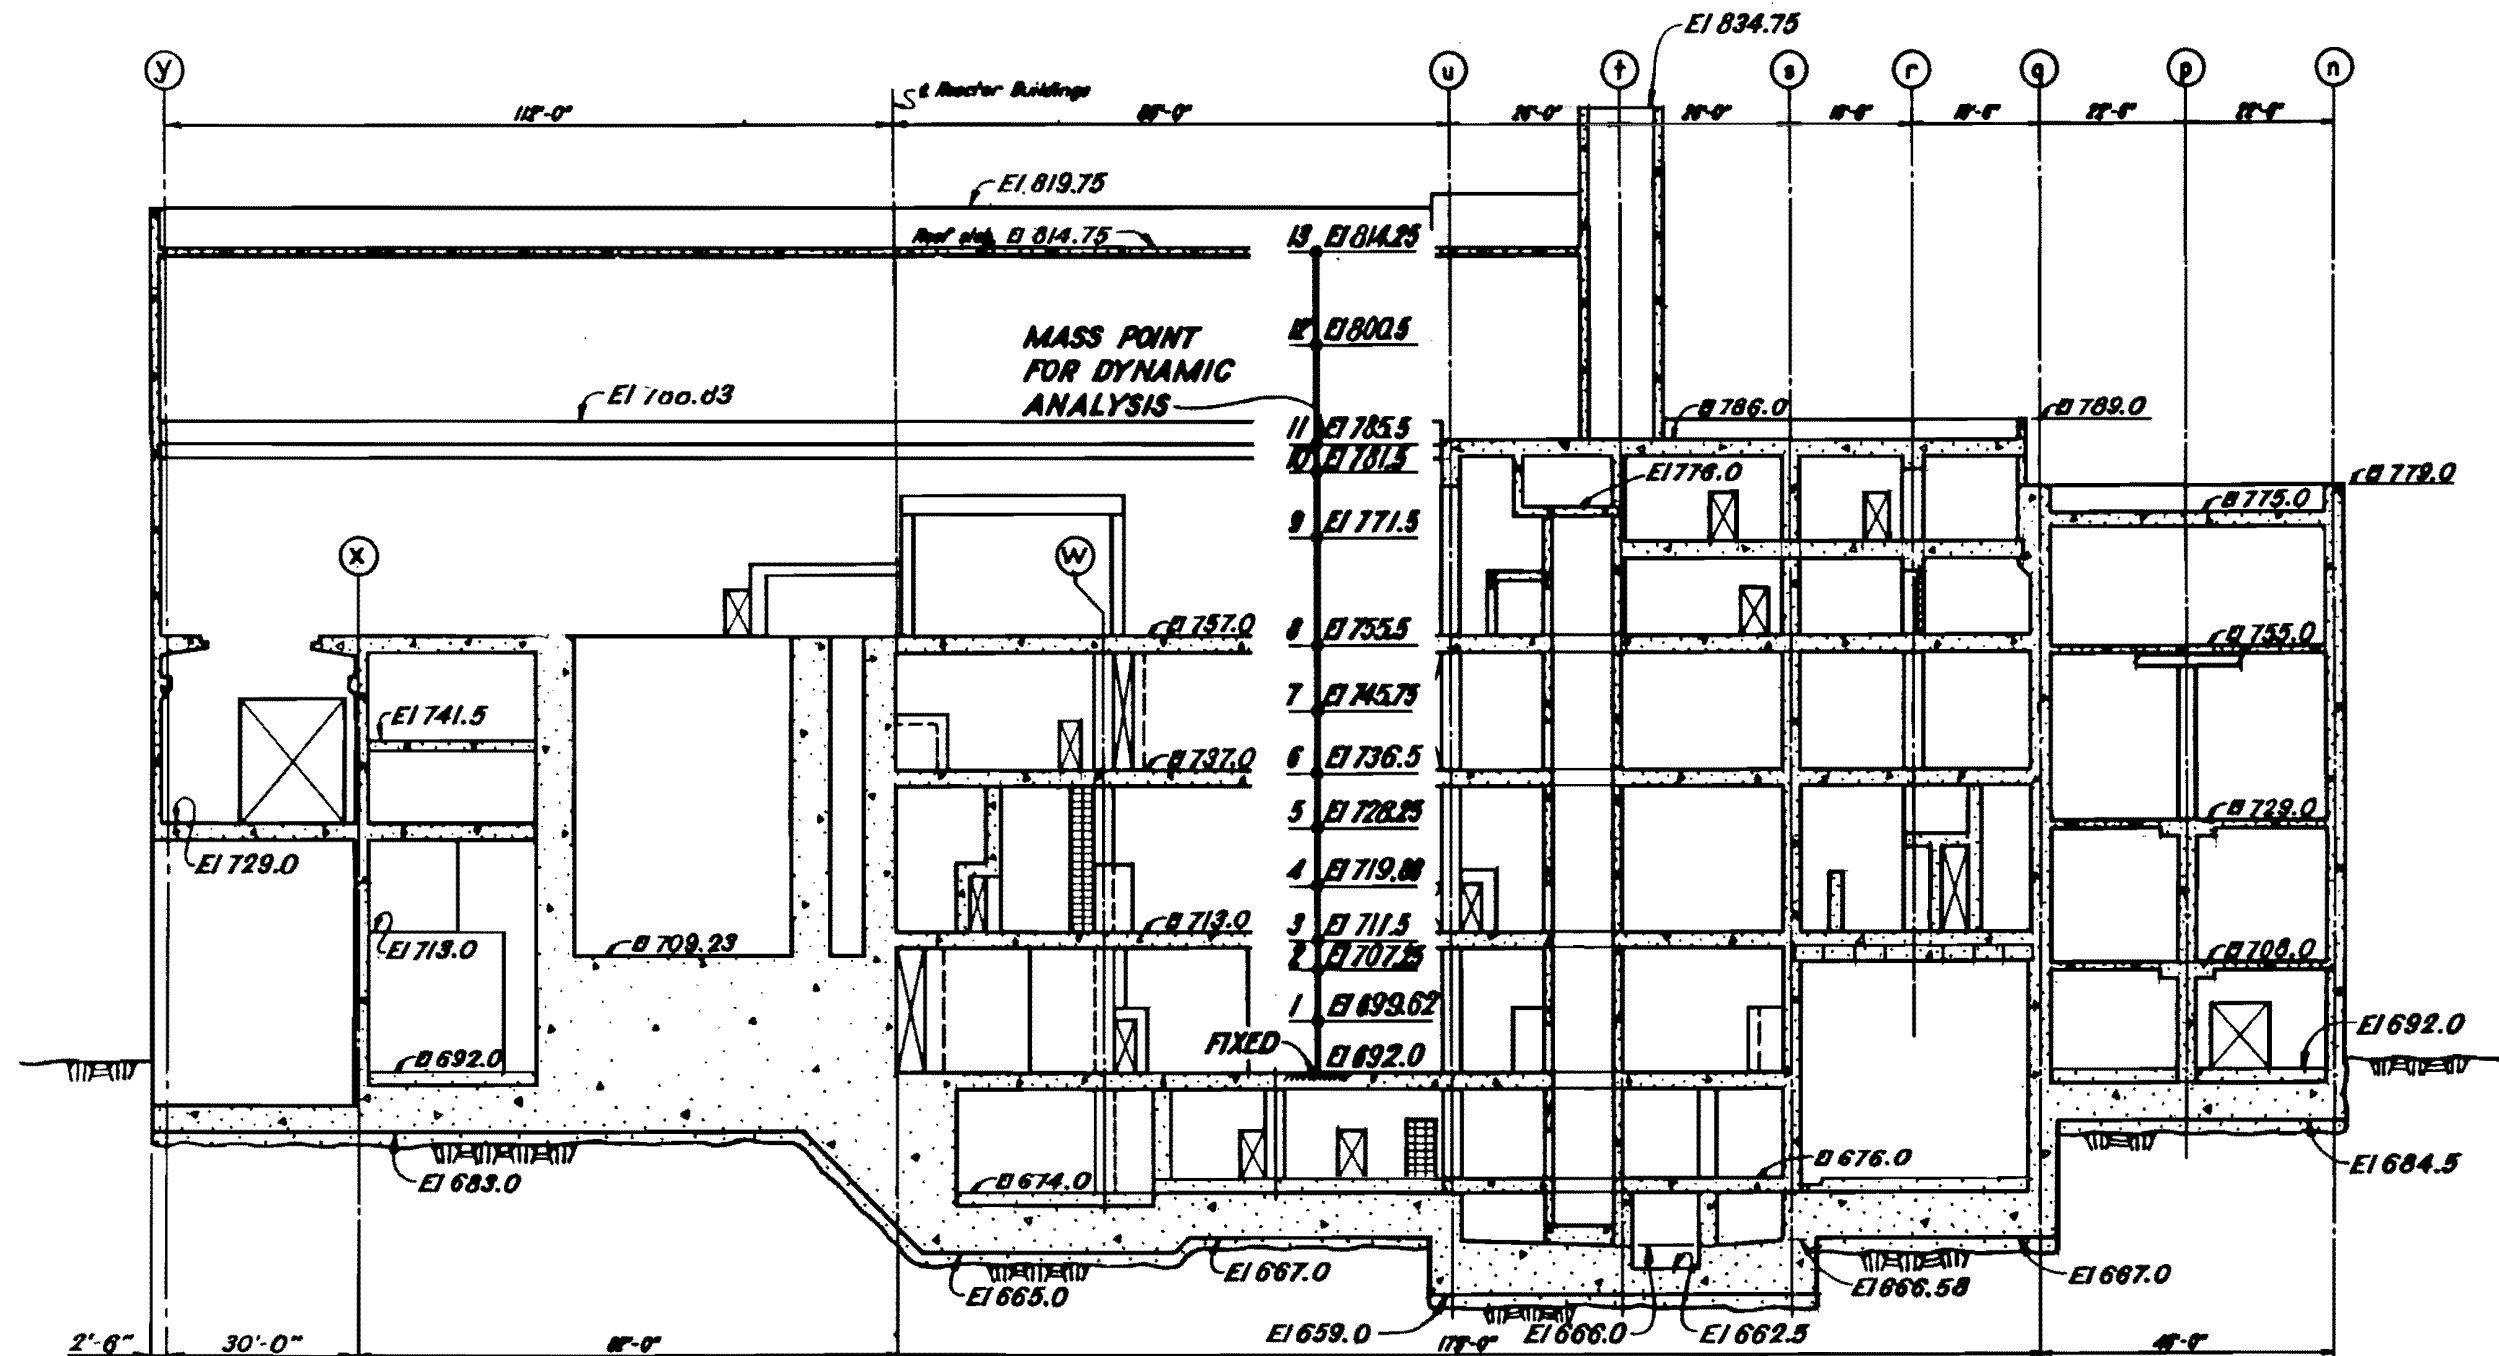 El 834.75
y
u
t
s
r
q
p
n
Reactor Buildings
112'-0"
El 819.75
Roof slab El 814.75
13 El 814.25
12 El 800.5
MASS POINT
FOR DYNAMIC
ANALYSIS
11 El 785.5
10 El 781.5
El 786.0
El 789.0
El 776.0
El 779.0
El 775.0
9 El 771.5
x
w
El 757.0
8 El 755.5
El 755.0
El 741.5
7 El 745.75
El 737.0
6 El 736.5
5 El 728.25
El 729.0
El 729.0
4 El 719
El 713.0
El 713.0
3 El 711.5
El 709.23
2 El 707.25
El 708.0
1 El 699.62
FIXED
El 692.0
El 692.0
El 692.0
El 683.0
El 674.0
El 676.0
El 684.5
El 665.0
El 667.0
El 666.58
El 667.0
El 659.0
El 666.0
El 662.5
2'-6"
30'-0"